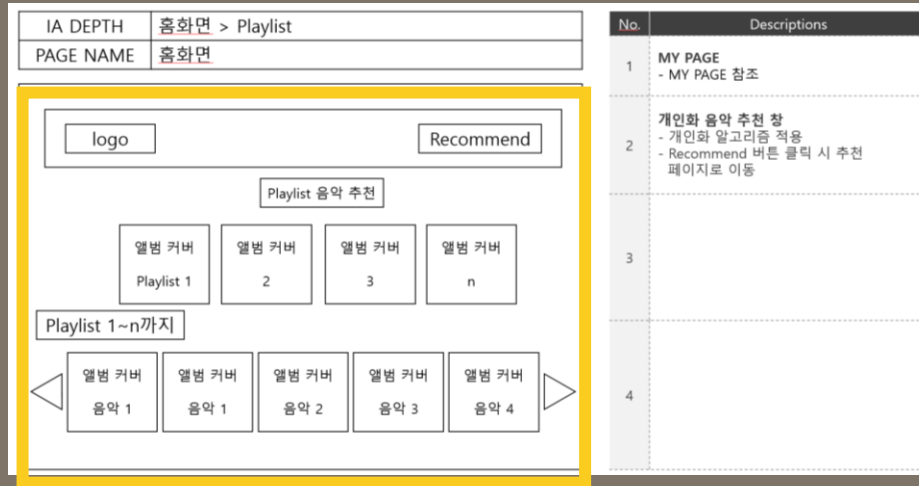 IA DEPTH 홈화면 > Playlist
PAGE NAME 홈화면
logo
Recommend
Playlist 음악 추천
앨범 커버
Playlist 1
앨범 커버
2
앨범 커버
3
앨범 커버
n
Playlist 1~n까지
앨범 커버
음악 1
앨범 커버
음악 1
앨범 커버
음악 2
앨범 커버
음악 3
앨범 커버
음악 4
No. Descriptions
1
MY PAGE
- MY PAGE 참조
2
개인화 음악 추천 창
- 개인화 알고리즘 적용
- Recommend 버튼 클릭 시 추천
페이지로 이동
3
4